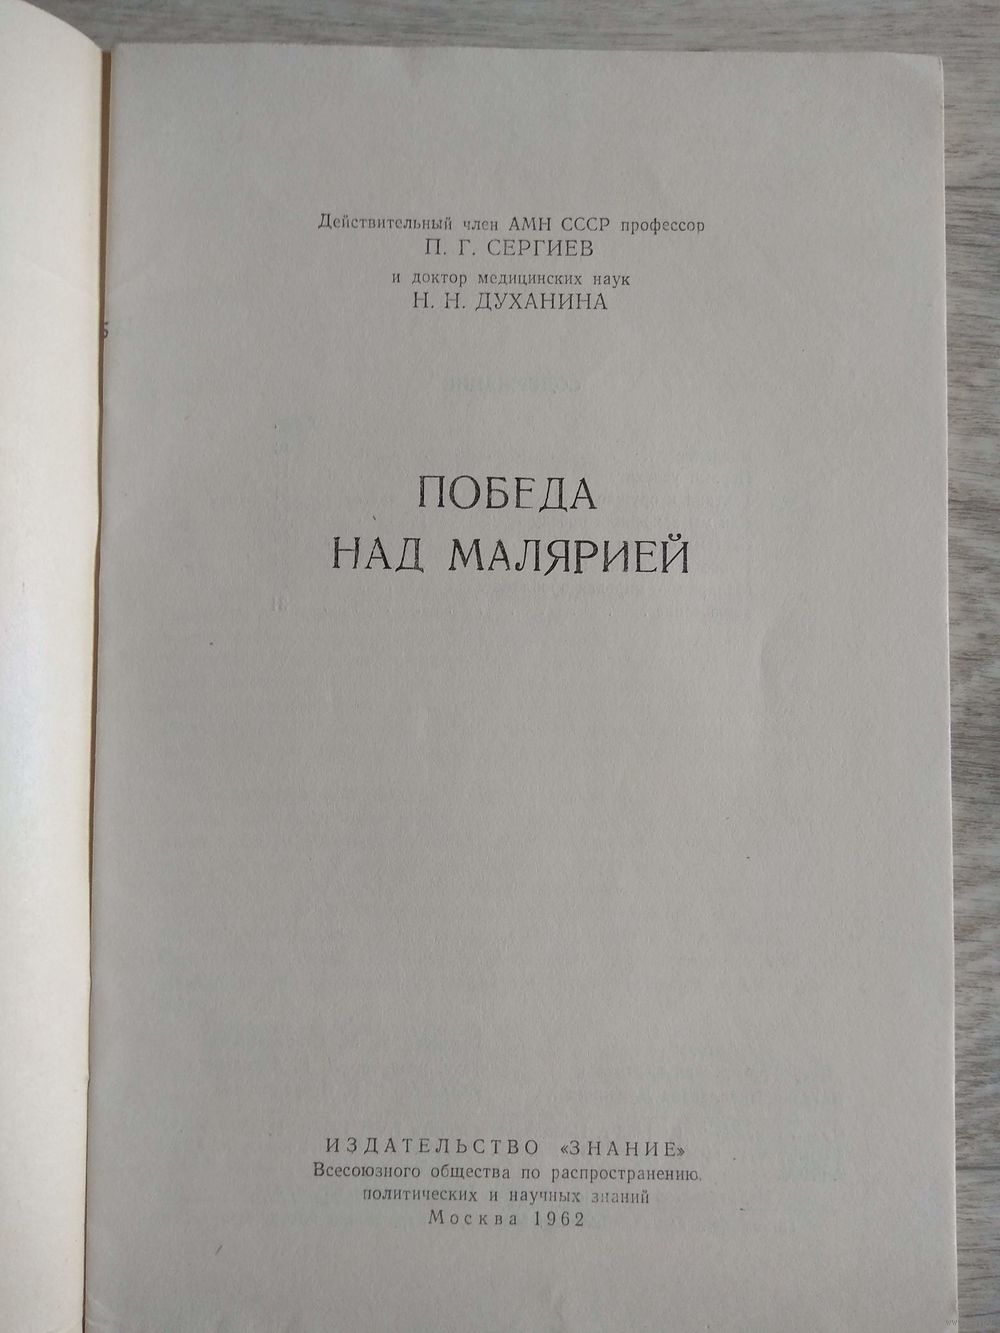 Действительный член АМН СССР профессор
П. Г. СЕРГИЕВ
и доктор медицинских наук
Н. Н. ДУХАНИНА
5
ПОБЕДА
НАД МАЛЯРИЕЙ
ИЗДАТЕЛЬСТВО «ЗНАНИЕ»
Всесоюзного общества по распространению
политических и научных знаний
Москва 1962